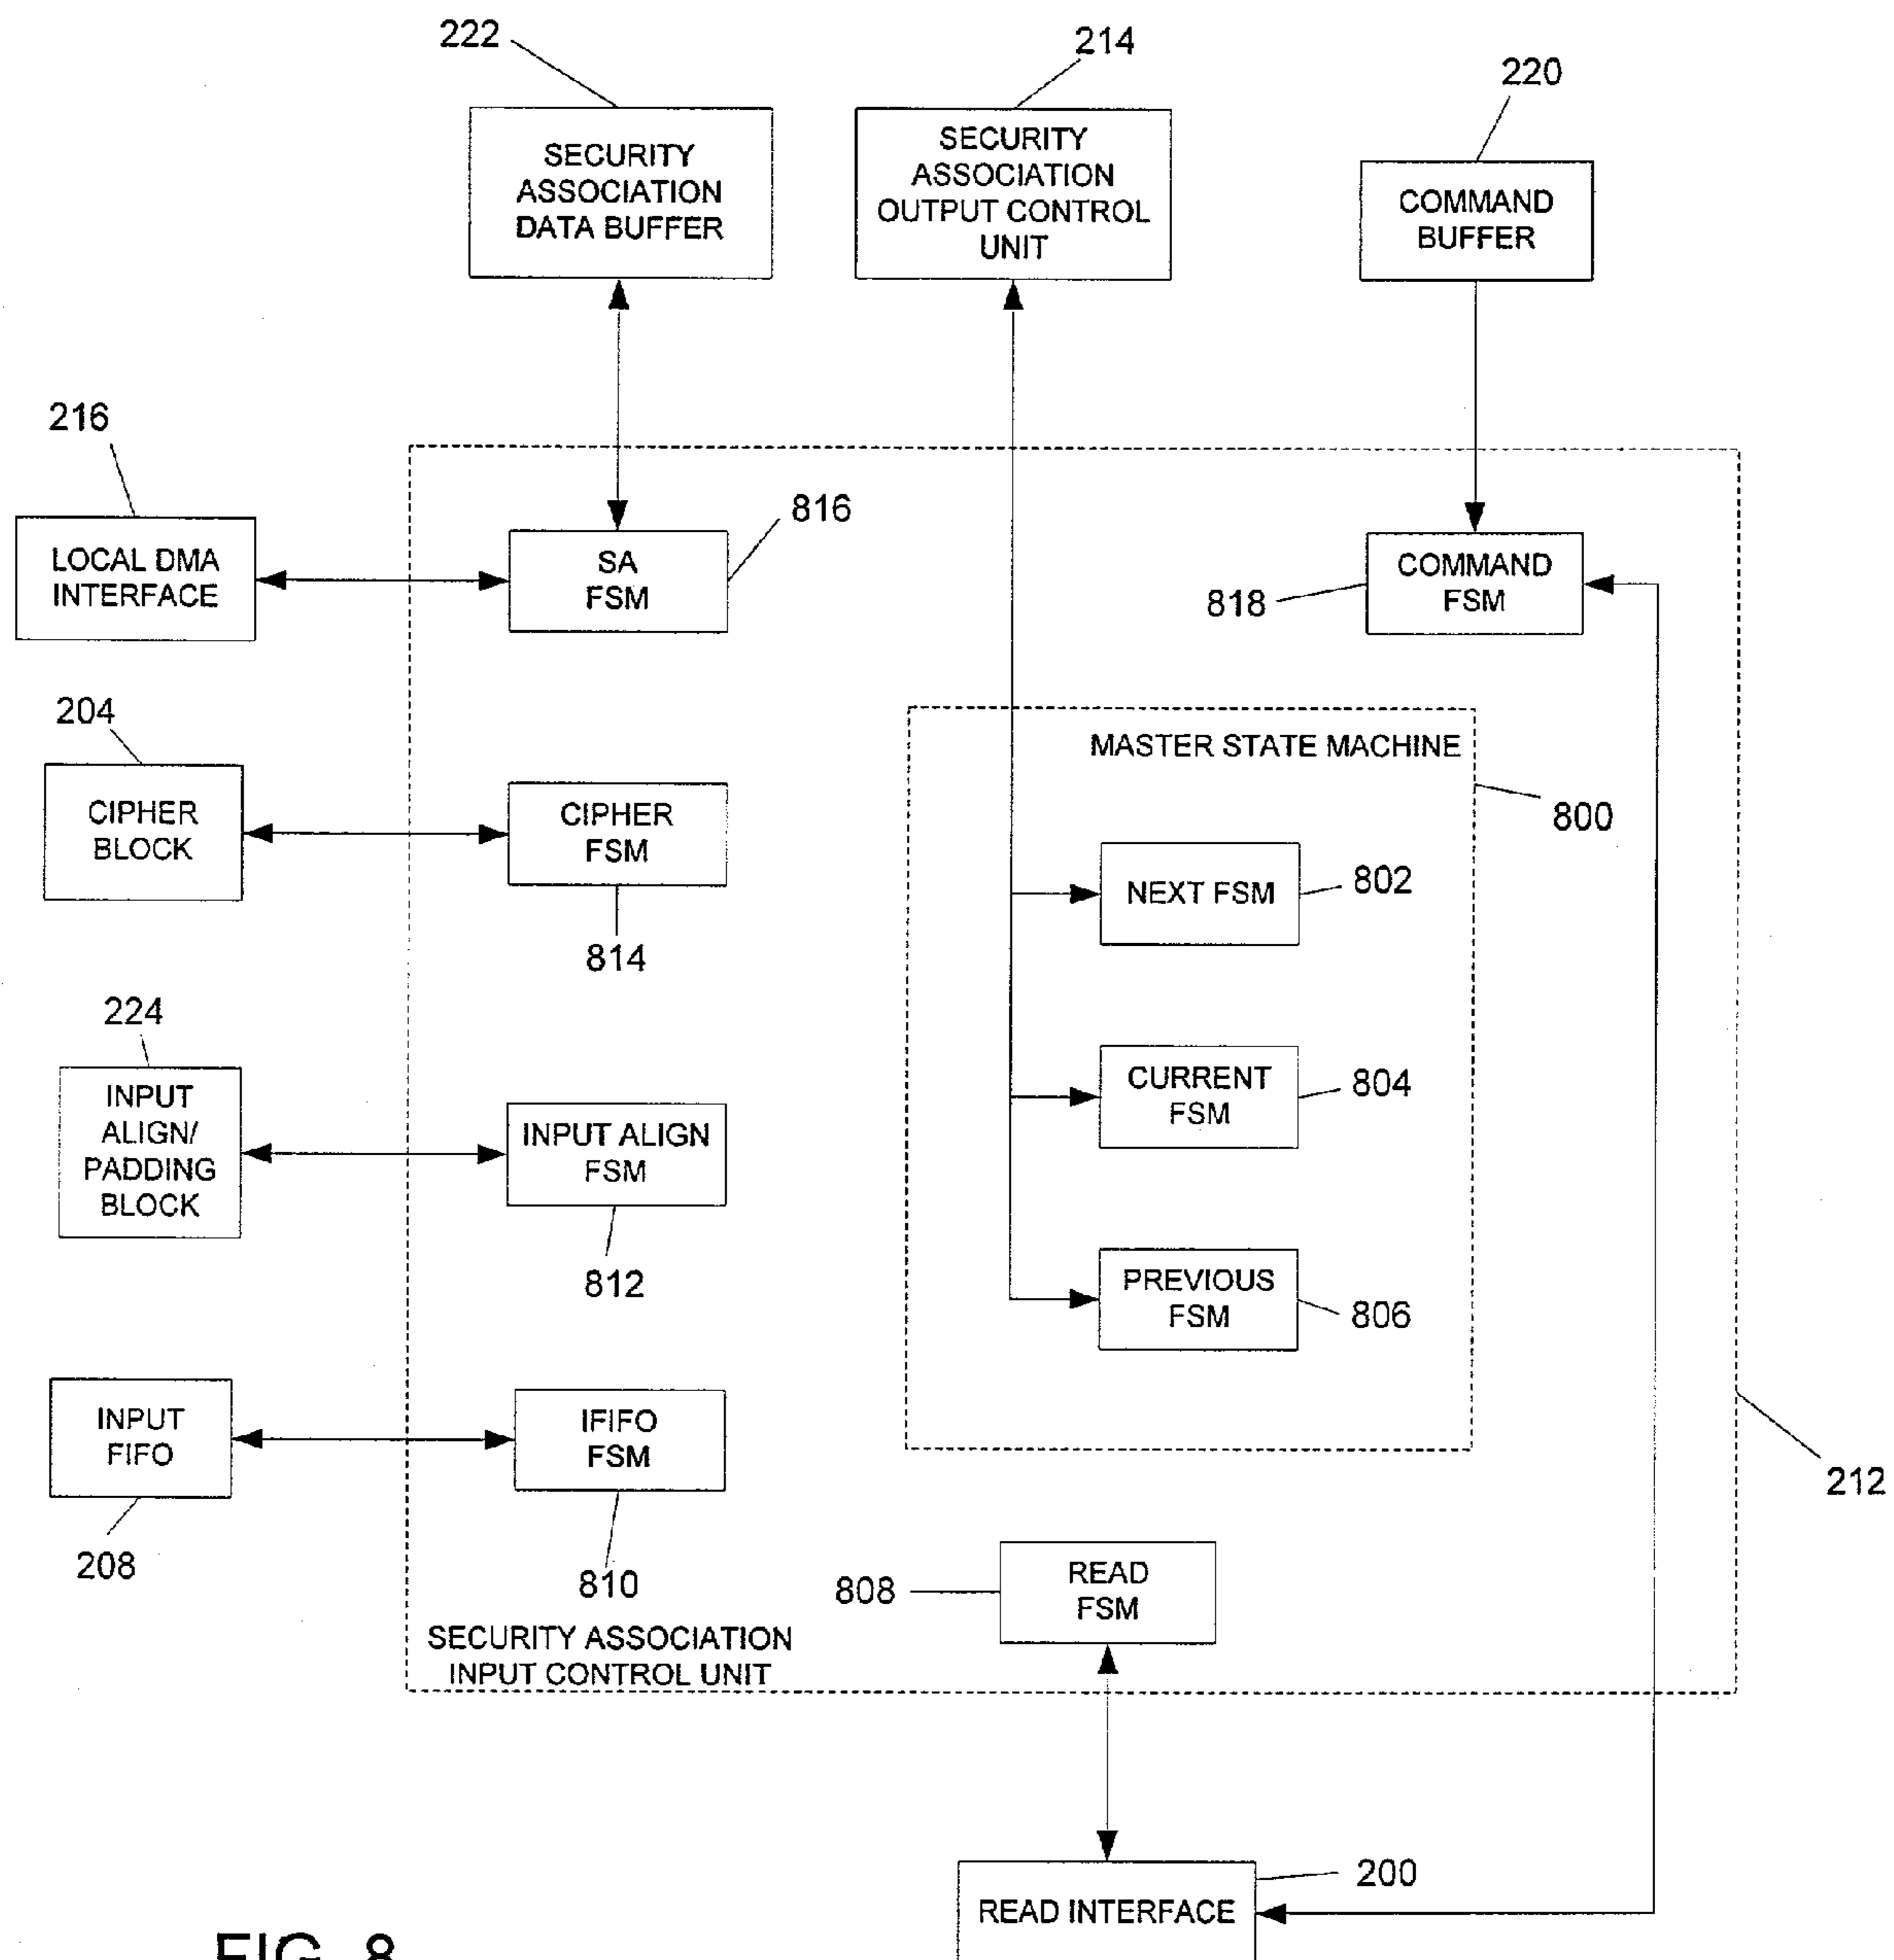 222
214
220
SECURITY
ASSOCIATION
DATA BUFFER
SECURITY
ASSOCIATION
OUTPUT CONTROL
UNIT
COMMAND
BUFFER
216
LOCAL DMA
INTERFACE
SA
FSM
816
COMMAND
FSM
818
204
CIPHER
BLOCK
CIPHER
FSM
814
MASTER STATE MACHINE
800
NEXT FSM
802
224
INPUT
ALIGN/
PADDING
BLOCK
INPUT ALIGN
FSM
812
CURRENT
FSM
804
PREVIOUS
FSM
806
INPUT
FIFO
208
IFIFO
FSM
810
212
READ
FSM
808
SECURITY ASSOCIATION
INPUT CONTROL UNIT
200
READ INTERFACE
FIG. 8